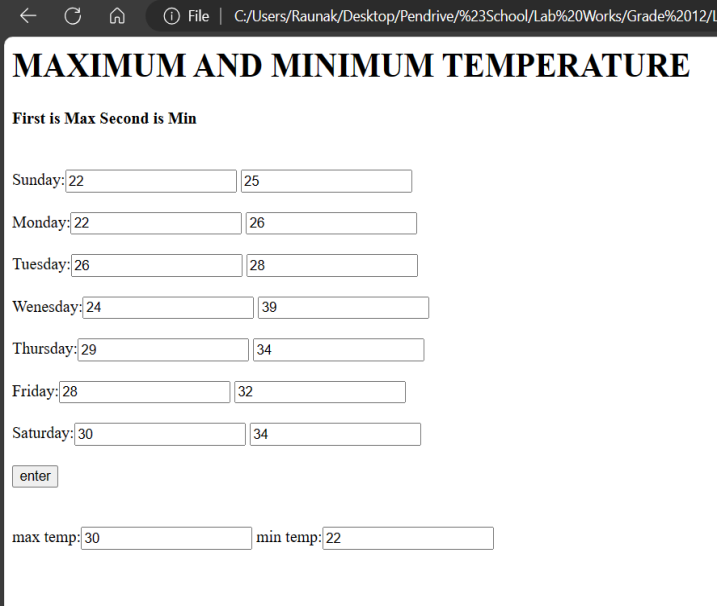 File C:/Users/Raunak/Desktop/Pendrive/%23School/Lab%20Works/Grade%2012/
MAXIMUM AND MINIMUM TEMPERATURE
First is Max Second is Min
Sunday: 22 25
Monday: 22 26
Tuesday: 26 28
Wenesday: 24 39
Thursday: 29 34
Friday: 28 32
Saturday: 30 34
enter
max temp: 30 min temp: 22